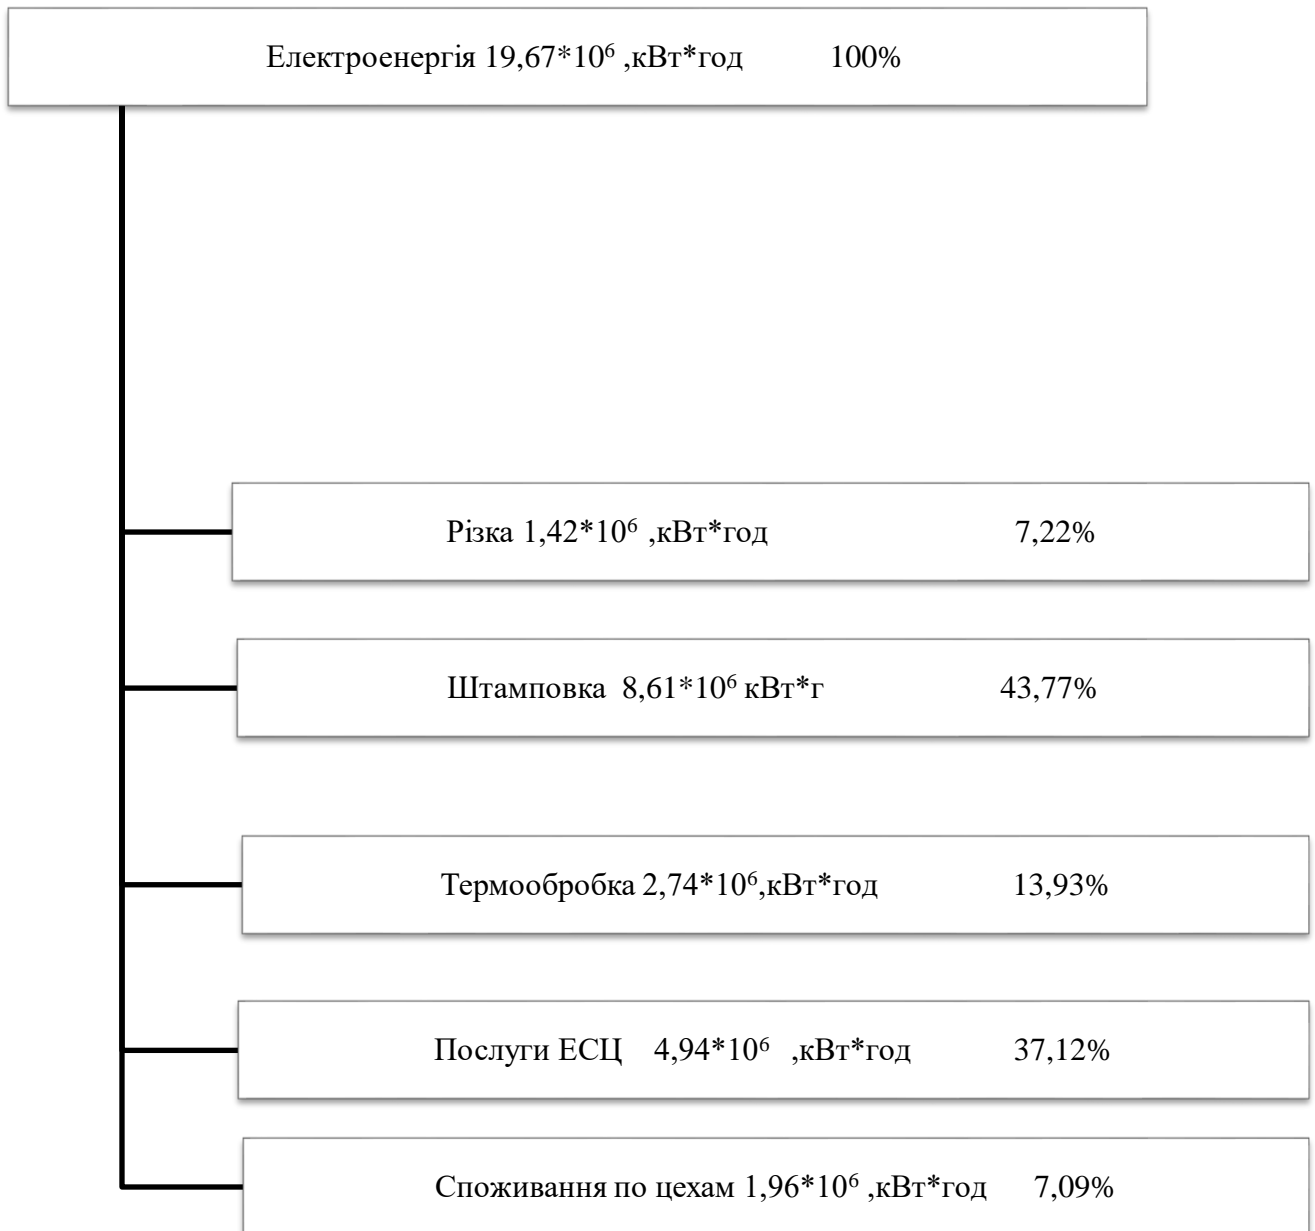 Електроенергія 19,67*10⁶ ,кВт*год 100%
Різка 1,42*10⁶ ,кВт*год 7,22%
Штамповка 8,61*10⁶ кВт*г 43,77%
Термообробка 2,74*10⁶,кВт*год 13,93%
Послуги ЕСЦ 4,94*10⁶ ,кВт*год 37,12%
Споживання по цехам 1,96*10⁶ ,кВт*год 7,09%